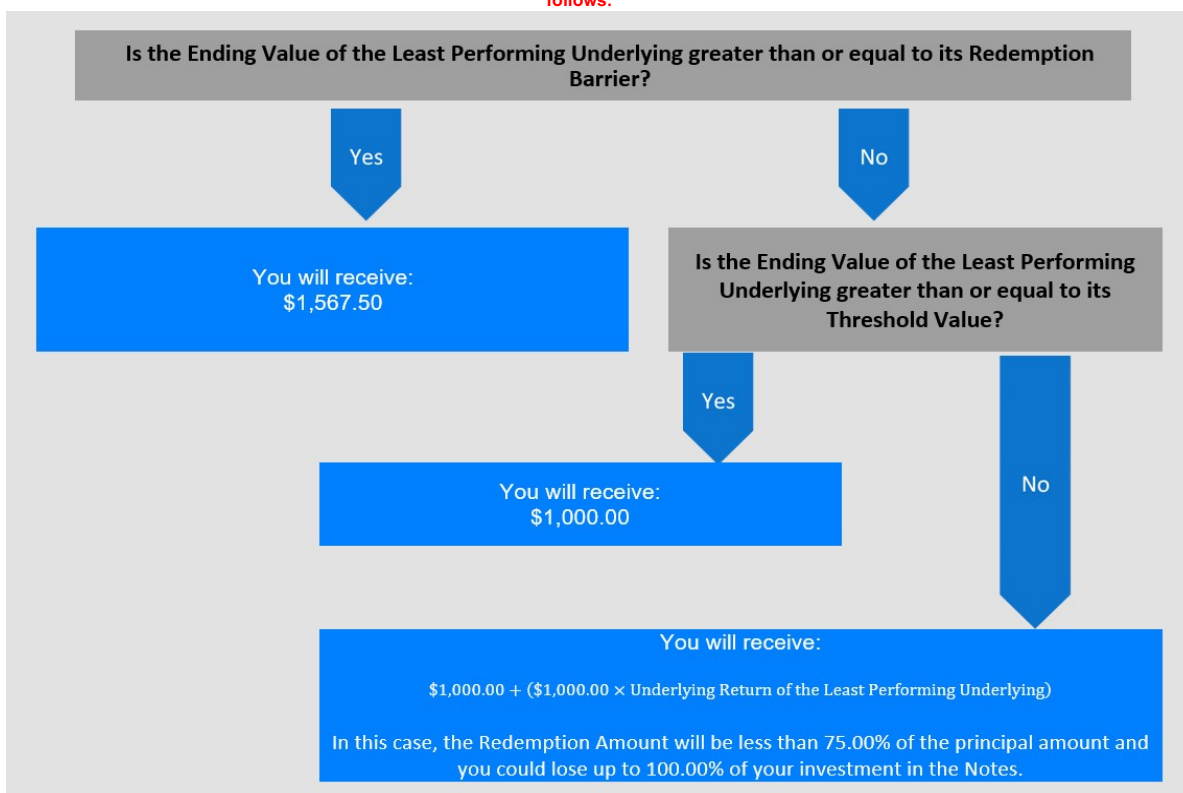 follows:
Is the Ending Value of the Least Performing Underlying greater than or equal to its Redemption
Barrier?
Yes
No
You will receive:
$1,567.50
Is the Ending Value of the Least Performing
Underlying greater than or equal to its
Threshold Value?
Yes
No
You will receive:
$1,000.00
You will receive:
$1,000.00 + ($1,000.00 × Underlying Return of the Least Performing Underlying)
In this case, the Redemption Amount will be less than 75.00% of the principal amount and
you could lose up to 100.00% of your investment in the Notes.